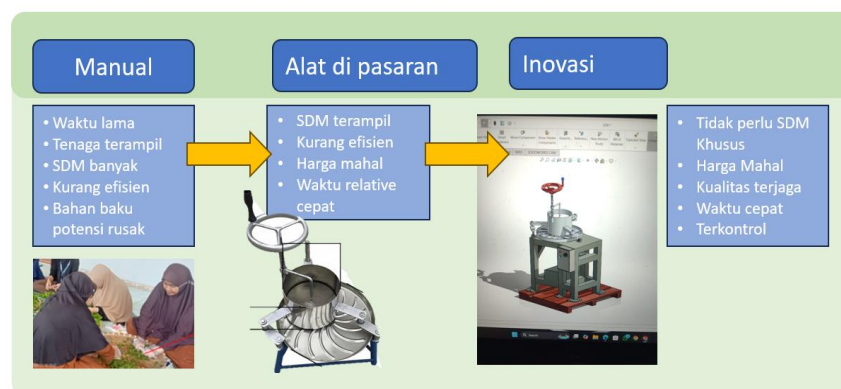 Manual
Alat di pasaran
Inovasi
• Waktu lama
• Tenaga terampil
• SDM banyak
• Kurang efisien
• Bahan baku
potensi rusak
• SDM terampil
• Kurang efisien
• Harga mahal
• Waktu relative
cepat
• Tidak perlu SDM
Khusus
• Harga Mahal
• Kualitas terjaga
• Waktu cepat
• Terkontrol